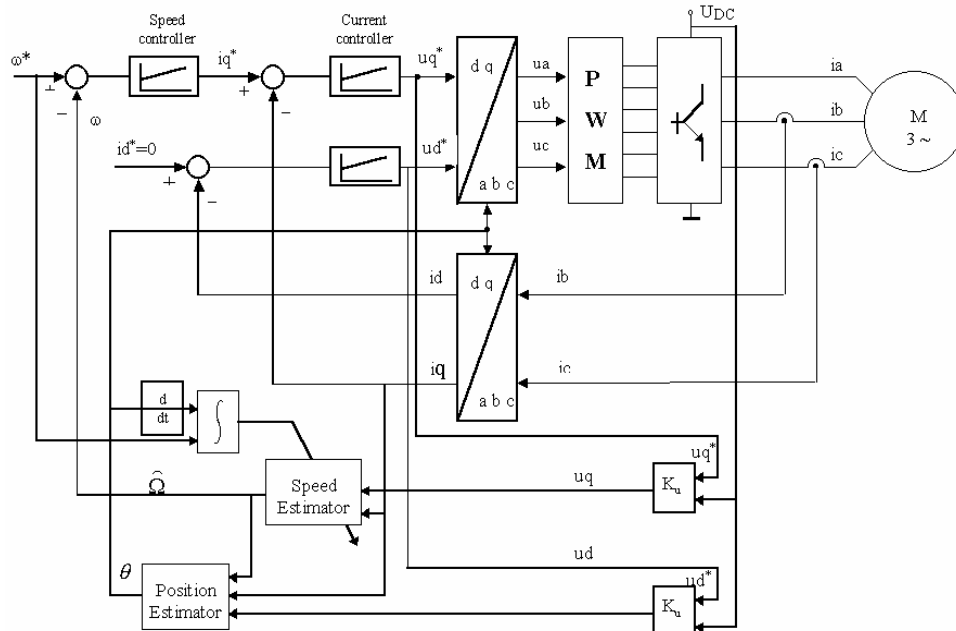 Speed
controller
Current
controller
U_DC
ω*
iq*
uq*
d q
ua
P
ia
±
−
+
−
ω
ub
W
ib
M
3 ~
id*=0
ud*
uc
M
ic
+
−
a b c
id
d q
ib
iq
ic
a b c
d
dt
∫
uq*
Ω̂
Speed
Estimator
uq
K_u
θ
ud
ud*
Position
Estimator
K_u